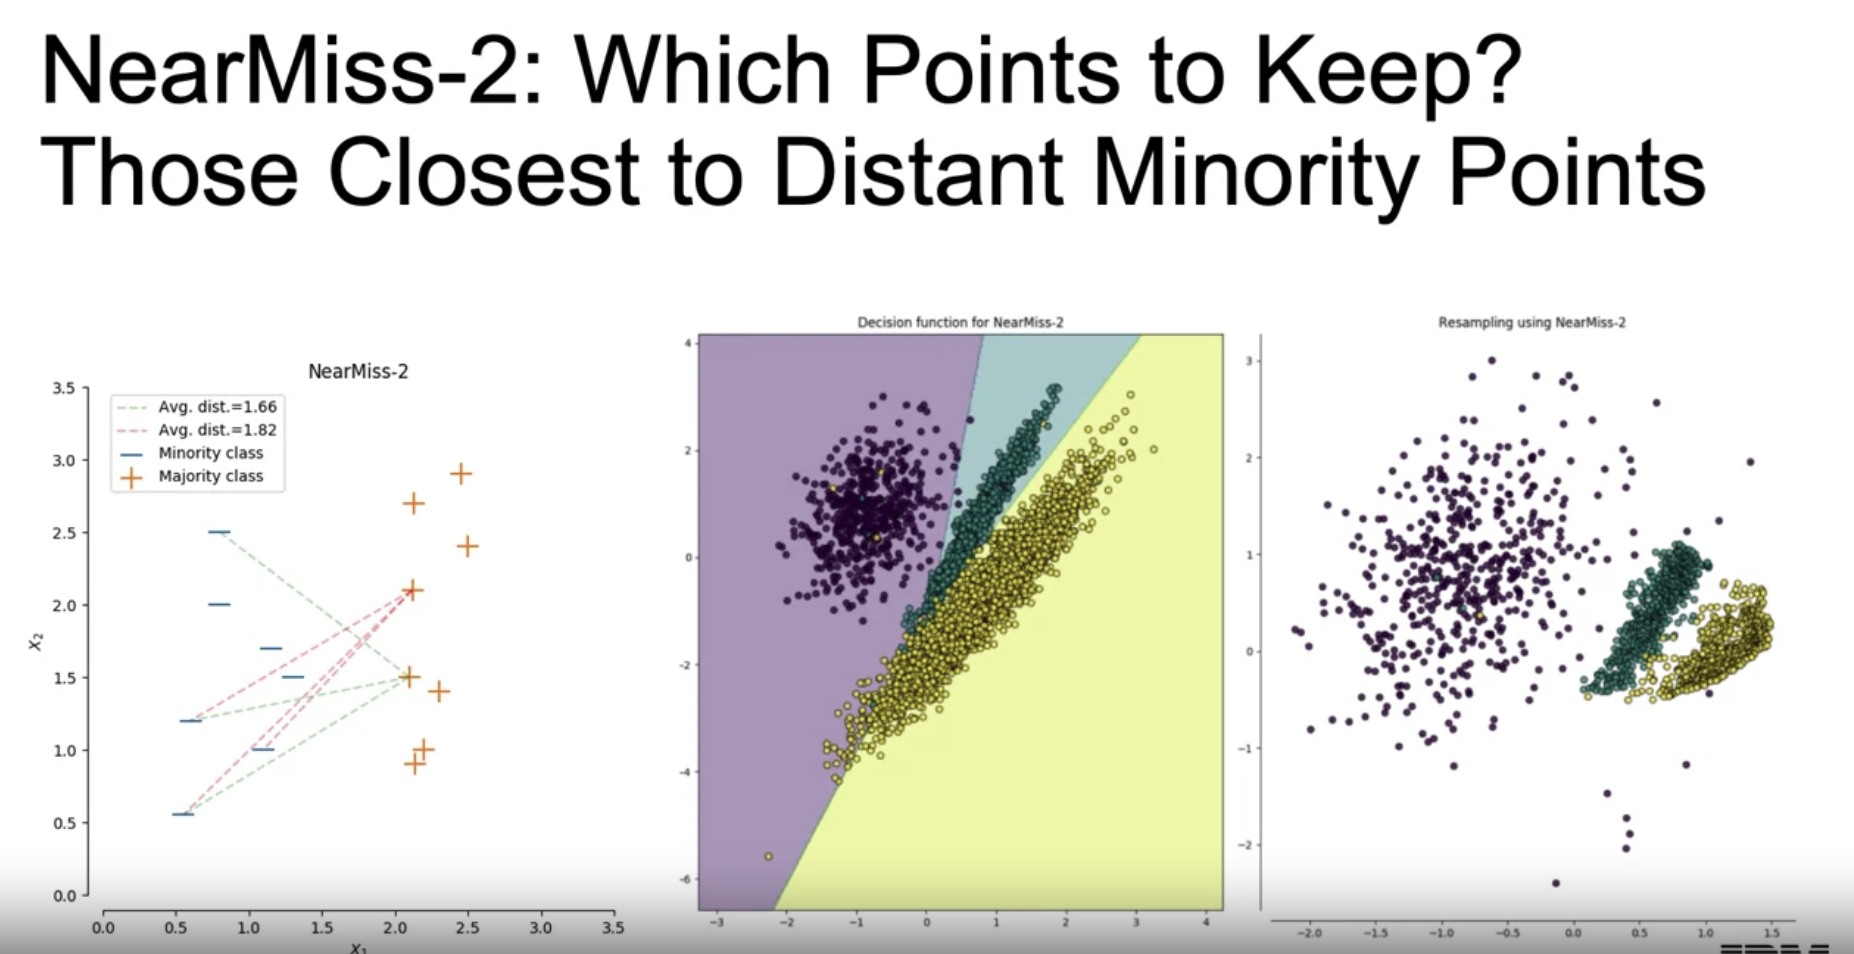 NearMiss-2: Which Points to Keep?
Those Closest to Distant Minority Points
NearMiss-2
3.5
3.0
2.5
2.0
1.5
1.0
0.5
0.0
x₂
Avg. dist.=1.66
Avg. dist.=1.82
Minority class
Majority class
0.0 0.5 1.0 1.5 2.0 2.5 3.0 3.5
x₁
Decision function for NearMiss-2
4
2
0
−2
−4
−6
−3 −2 −1 0 1 2 3 4
Resampling using NearMiss-2
3
2
1
0
−1
−2
−2.0 −1.5 −1.0 −0.5 0.0 0.5 1.0 1.5